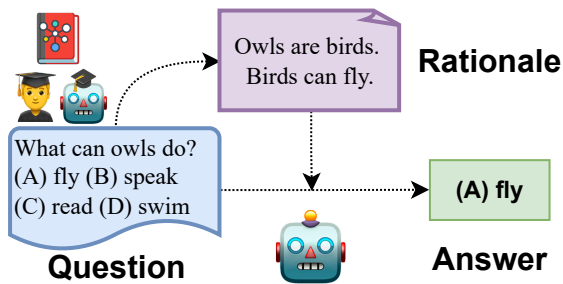 Owls are birds.
Birds can fly.
Rationale
What can owls do?
(A) fly (B) speak
(C) read (D) swim
Question
(A) fly
Answer